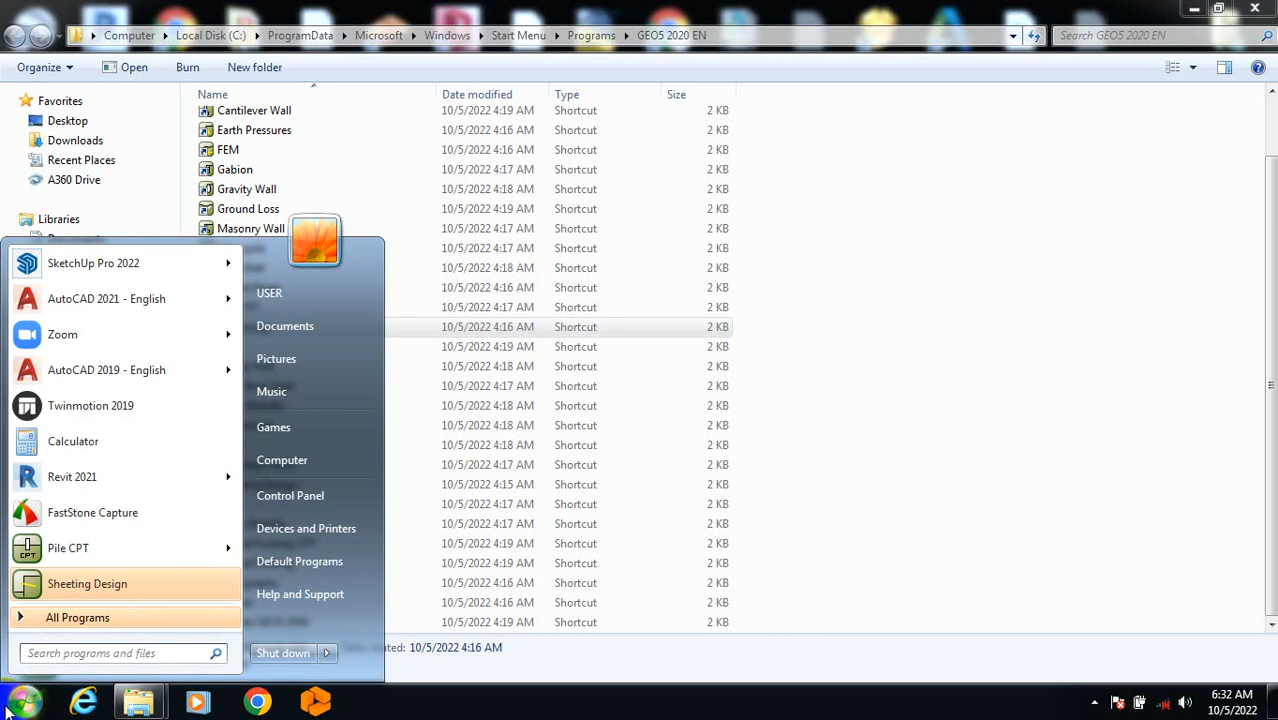 Computer Local Disk (C:) ProgramData Microsoft Windows Start Menu Programs GEO5 2020 EN Search GEO5 2020 EN
Organize Open Burn New folder
Name Date modified Type Size
Favorites
Desktop
Downloads
Recent Places
A360 Drive
Libraries
Cantilever Wall 10/5/2022 4:19 AM Shortcut 2 KB
Earth Pressures 10/5/2022 4:16 AM Shortcut 2 KB
FEM 10/5/2022 4:16 AM Shortcut 2 KB
Gabion 10/5/2022 4:17 AM Shortcut 2 KB
Gravity Wall 10/5/2022 4:18 AM Shortcut 2 KB
Ground Loss 10/5/2022 4:19 AM Shortcut 2 KB
Masonry Wall 10/5/2022 4:18 AM Shortcut 2 KB
10/5/2022 4:19 AM Shortcut 2 KB
10/5/2022 4:18 AM Shortcut 2 KB
10/5/2022 4:16 AM Shortcut 2 KB
10/5/2022 4:17 AM Shortcut 2 KB
10/5/2022 4:16 AM Shortcut 2 KB
10/5/2022 4:19 AM Shortcut 2 KB
10/5/2022 4:18 AM Shortcut 2 KB
10/5/2022 4:17 AM Shortcut 2 KB
10/5/2022 4:18 AM Shortcut 2 KB
10/5/2022 4:18 AM Shortcut 2 KB
10/5/2022 4:18 AM Shortcut 2 KB
10/5/2022 4:17 AM Shortcut 2 KB
10/5/2022 4:15 AM Shortcut 2 KB
10/5/2022 4:17 AM Shortcut 2 KB
10/5/2022 4:17 AM Shortcut 2 KB
10/5/2022 4:19 AM Shortcut 2 KB
10/5/2022 4:19 AM Shortcut 2 KB
10/5/2022 4:16 AM Shortcut 2 KB
10/5/2022 4:16 AM Shortcut 2 KB
10/5/2022 4:19 AM Shortcut 2 KB
10/5/2022 4:16 AM
SketchUp Pro 2022
AutoCAD 2021 - English
Zoom
AutoCAD 2019 - English
Twinmotion 2019
Calculator
Revit 2021
FastStone Capture
CPT
Pile CPT
Sheeting Design
All Programs
Search programs and files
USER
Documents
Pictures
Music
Games
Computer
Control Panel
Devices and Printers
Default Programs
Help and Support
Shut down
6:32 AM
10/5/2022